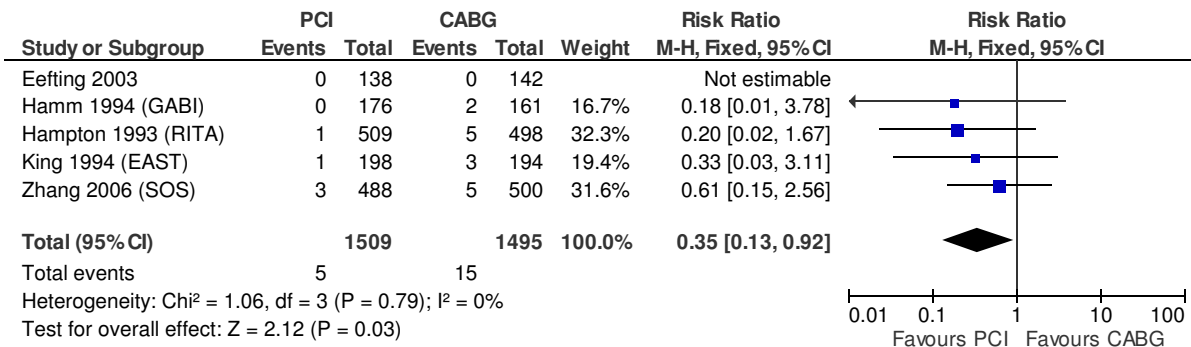 PCI CABG Risk Ratio Risk Ratio
Study or Subgroup Events Total Events Total Weight M-H, Fixed, 95% CI M-H, Fixed, 95% CI
Eefting 2003 0 138 0 142 Not estimable
Hamm 1994 (GABI) 0 176 2 161 16.7% 0.18 [0.01, 3.78]
Hampton 1993 (RITA) 1 509 5 498 32.3% 0.20 [0.02, 1.67]
King 1994 (EAST) 1 198 3 194 19.4% 0.33 [0.03, 3.11]
Zhang 2006 (SOS) 3 488 5 500 31.6% 0.61 [0.15, 2.56]
Total (95% CI) 1509 1495 100.0% 0.35 [0.13, 0.92]
Total events 5 15
Heterogeneity: Chi² = 1.06, df = 3 (P = 0.79); I² = 0%
Test for overall effect: Z = 2.12 (P = 0.03)
0.01 0.1 1 10 100
Favours PCI Favours CABG